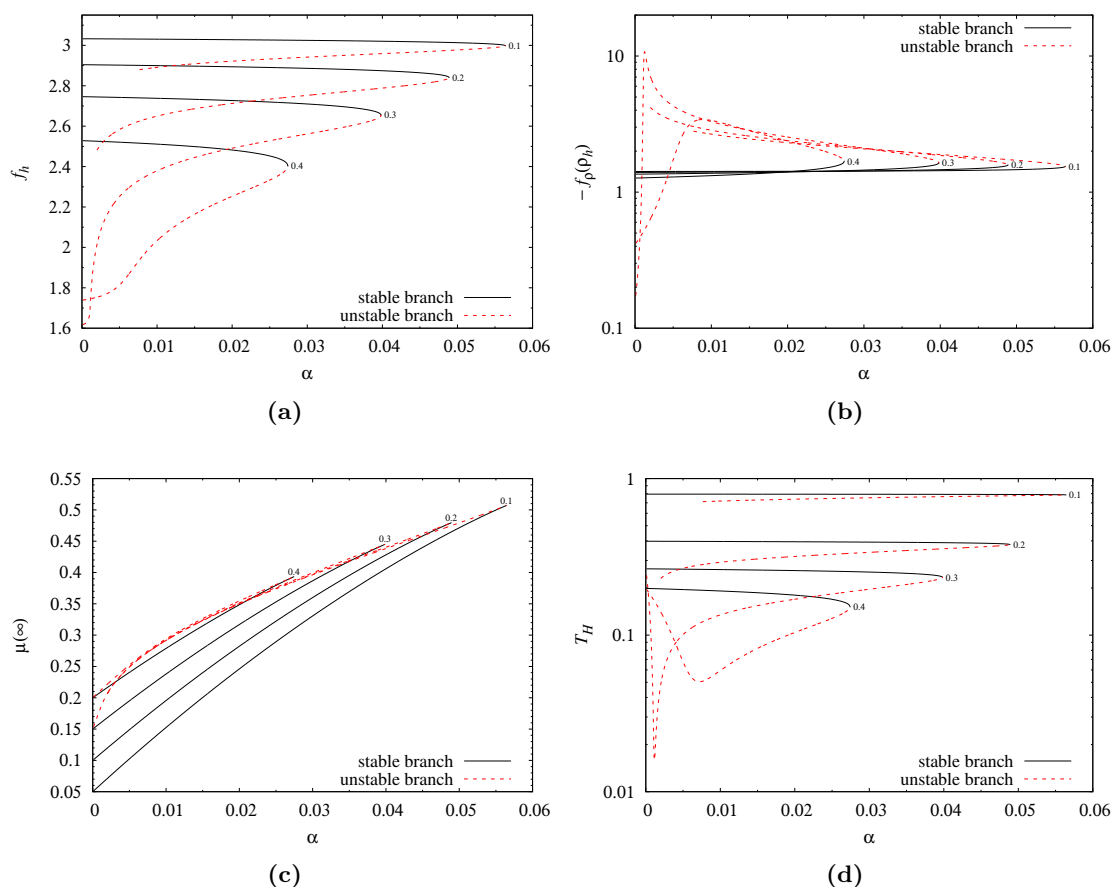 3
2.8
2.6
2.4
2.2
2
1.8
1.6
f_h
0.1
0.2
0.3
0.4
stable branch
unstable branch
0 0.01 0.02 0.03 0.04 0.05 0.06
α
(a)
10
1
0.1
− f_ρ(ρ_h)
stable branch
unstable branch
0.4 0.3 0.2 0.1
0 0.01 0.02 0.03 0.04 0.05 0.06
α
(b)
0.55
0.5
0.45
0.4
0.35
0.3
0.25
0.2
0.15
0.1
0.05
μ(∞)
0.1
0.2
0.3
0.4
stable branch
unstable branch
0 0.01 0.02 0.03 0.04 0.05 0.06
α
(c)
1
0.1
0.01
T_H
0.1
0.2
0.3
0.4
stable branch
unstable branch
0 0.01 0.02 0.03 0.04 0.05 0.06
α
(d)